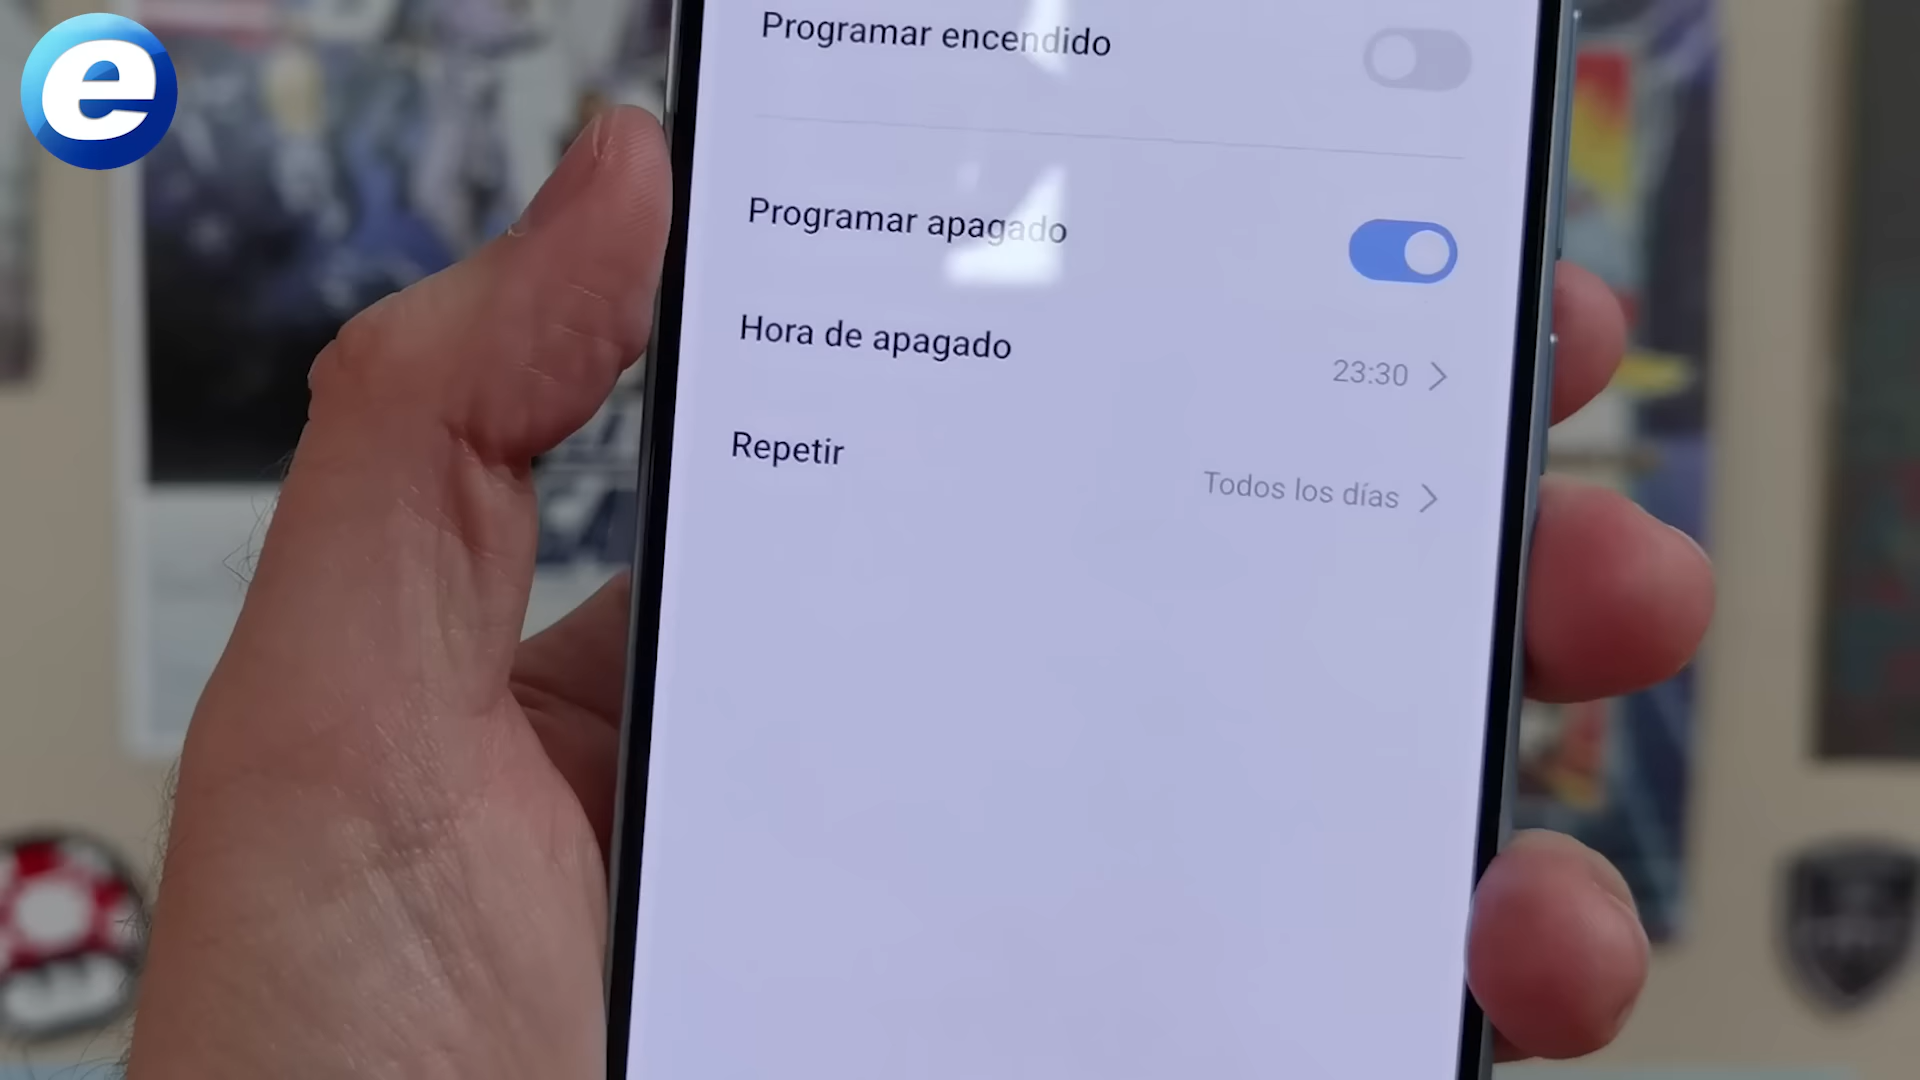 e
Programar encendido
Programar apagado
Hora de apagado
23:30
Repetir
Todos los días